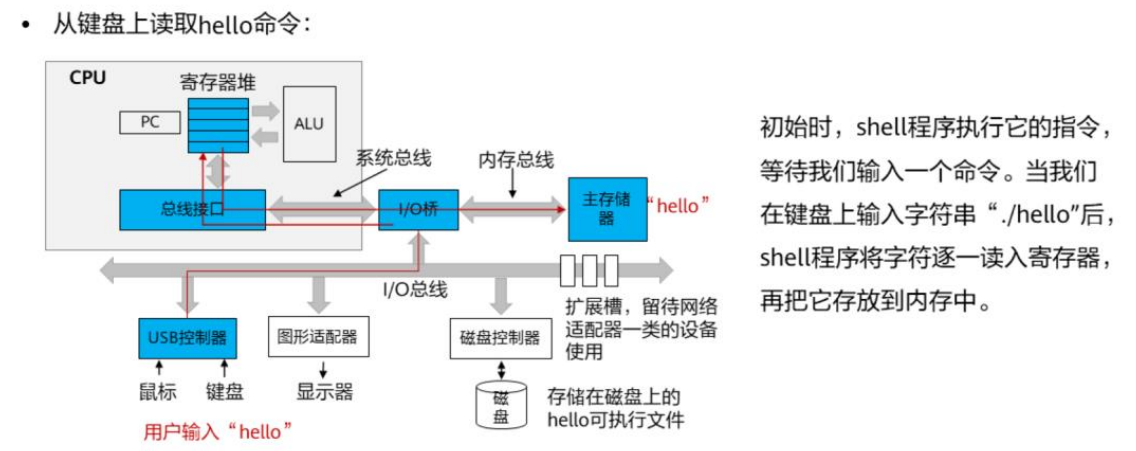 • 从键盘上读取hello命令：
CPU
寄存器堆
PC
ALU
系统总线
内存总线
总线接口
I/O桥
主存储
器
“hello”
I/O总线
扩展槽，留待网络
适配器一类的设备
使用
USB控制器
图形适配器
磁盘控制器
鼠标
键盘
显示器
磁
盘
存储在磁盘上的
hello可执行文件
用户输入“hello”
初始时，shell程序执行它的指令，
等待我们输入一个命令。当我们
在键盘上输入字符串“./hello”后，
shell程序将字符逐一读入寄存器，
再把它存放到内存中。